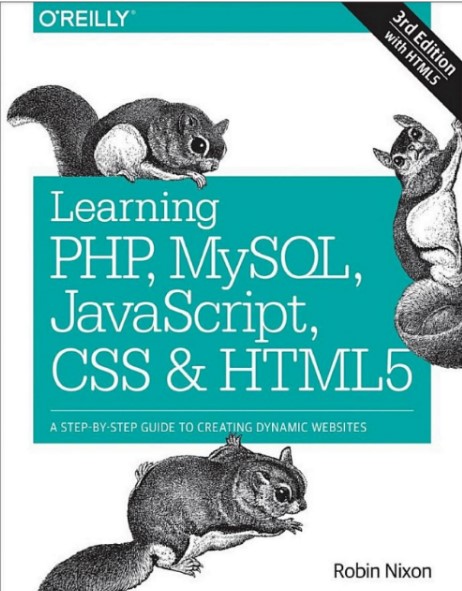 O'REILLY®
3rd Edition
with HTML5
Learning
PHP, MySQL,
JavaScript,
CSS & HTML5
A STEP-BY-STEP GUIDE TO CREATING DYNAMIC WEBSITES
Robin Nixon